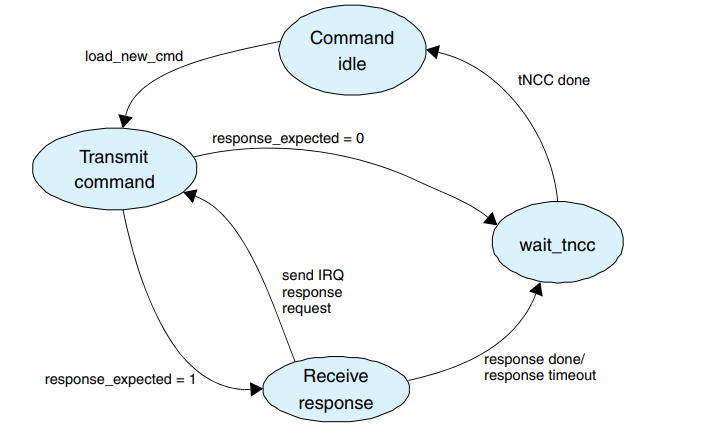 Command
idle
load_new_cmd
tNCC done
response_expected = 0
Transmit
command
wait_tncc
send IRQ
response
request
response done/
response timeout
response_expected = 1
Receive
response